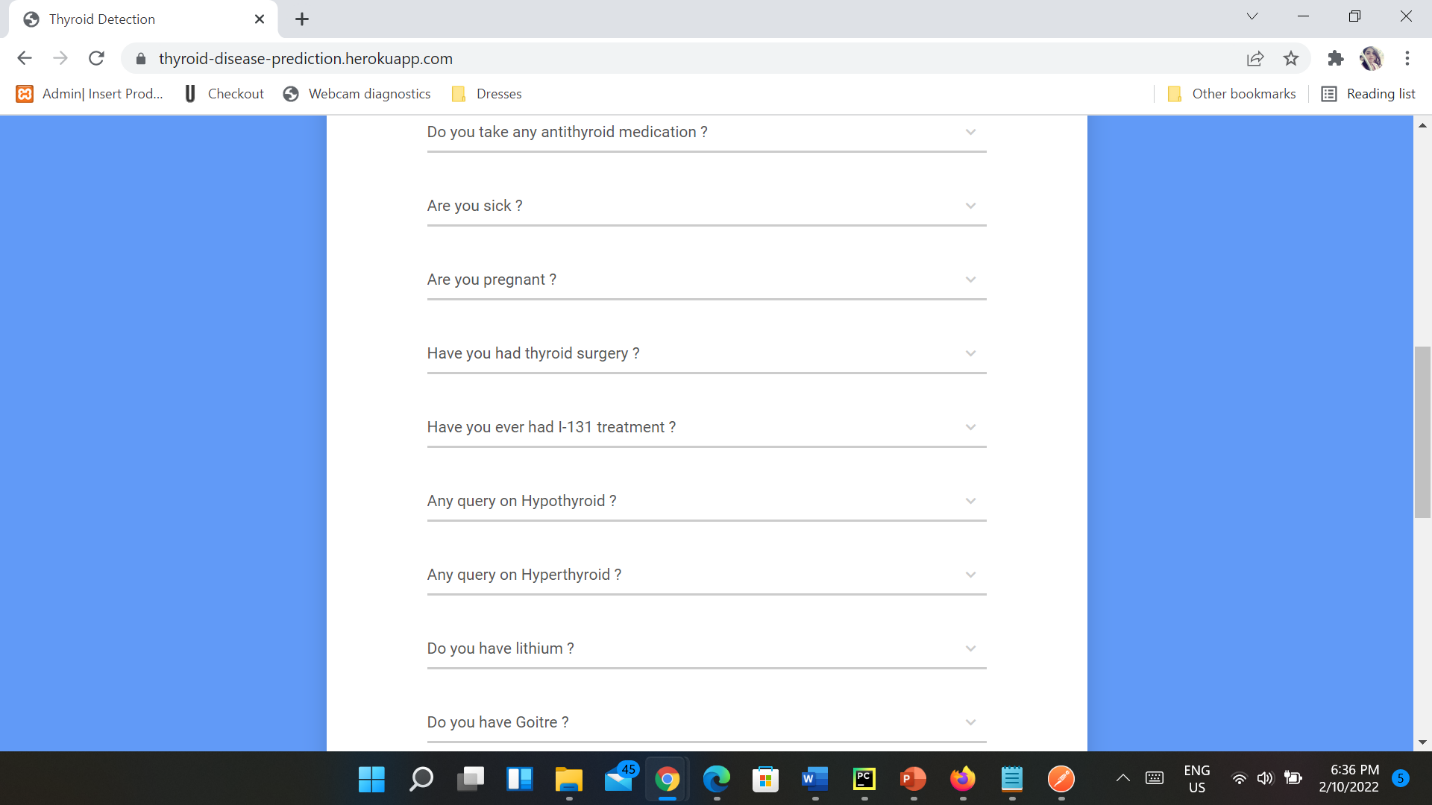 Thyroid Detection
thyroid-disease-prediction.herokuapp.com
Admin| Insert Prod... Checkout Webcam diagnostics Dresses Other bookmarks Reading list
Do you take any antithyroid medication ?
Are you sick ?
Are you pregnant ?
Have you had thyroid surgery ?
Have you ever had I-131 treatment ?
Any query on Hypothyroid ?
Any query on Hyperthyroid ?
Do you have lithium ?
Do you have Goitre ?
45 W PC P ENG 6:36 PM 5
US 2/10/2022